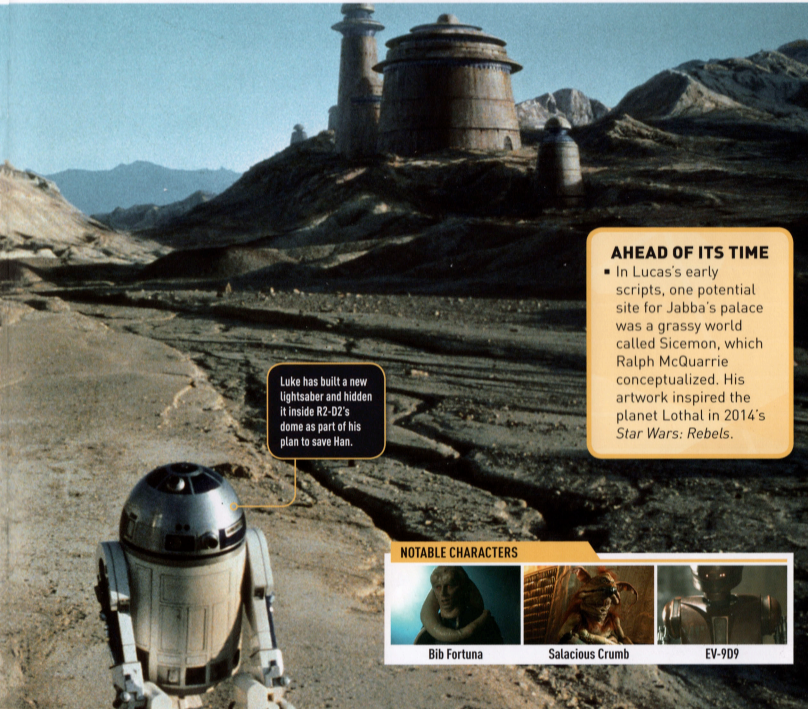 AHEAD OF ITS TIME
▪ In Lucas's early
scripts, one potential
site for Jabba's palace
was a grassy world
called Sicemon, which
Ralph McQuarrie
conceptualized. His
artwork inspired the
planet Lothal in 2014's
Star Wars: Rebels.
Luke has built a new
lightsaber and hidden
it inside R2-D2's
dome as part of his
plan to save Han.
NOTABLE CHARACTERS
Bib Fortuna
Salacious Crumb
EV-9D9